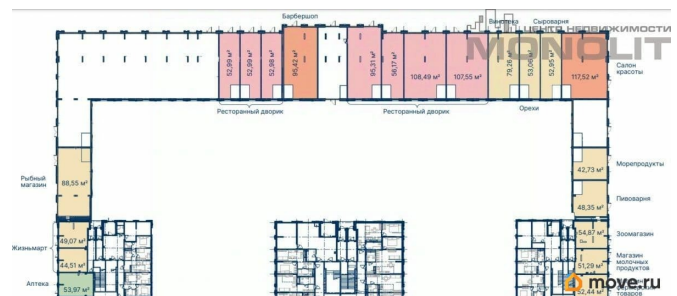 Барбершоп
Винотека
Сыроварня
ЦЕНТР НЕДВИЖИМОСТИ
MONOLIT
52,99 м²
52,99 м²
52,98 м²
95,42 м²
95,31 м²
108,49 м²
107,55 м²
79,26 м²
53,06 м²
52,95 м²
117,52 м²
Салон
красоты
Ресторанный дворик
Ресторанный дворик
Орехи
Рыбный
магазин
88,55 м²
42,73 м²
Морепродукты
48,35 м²
Пивоварня
Жизньмарт
49,07 м²
44,51 м²
54,87 м²
Зоомагазин
51,29 м²
Магазин
молочных
продуктов
Аптека
53,97 м²
52,44 м²
товаров
move.ru